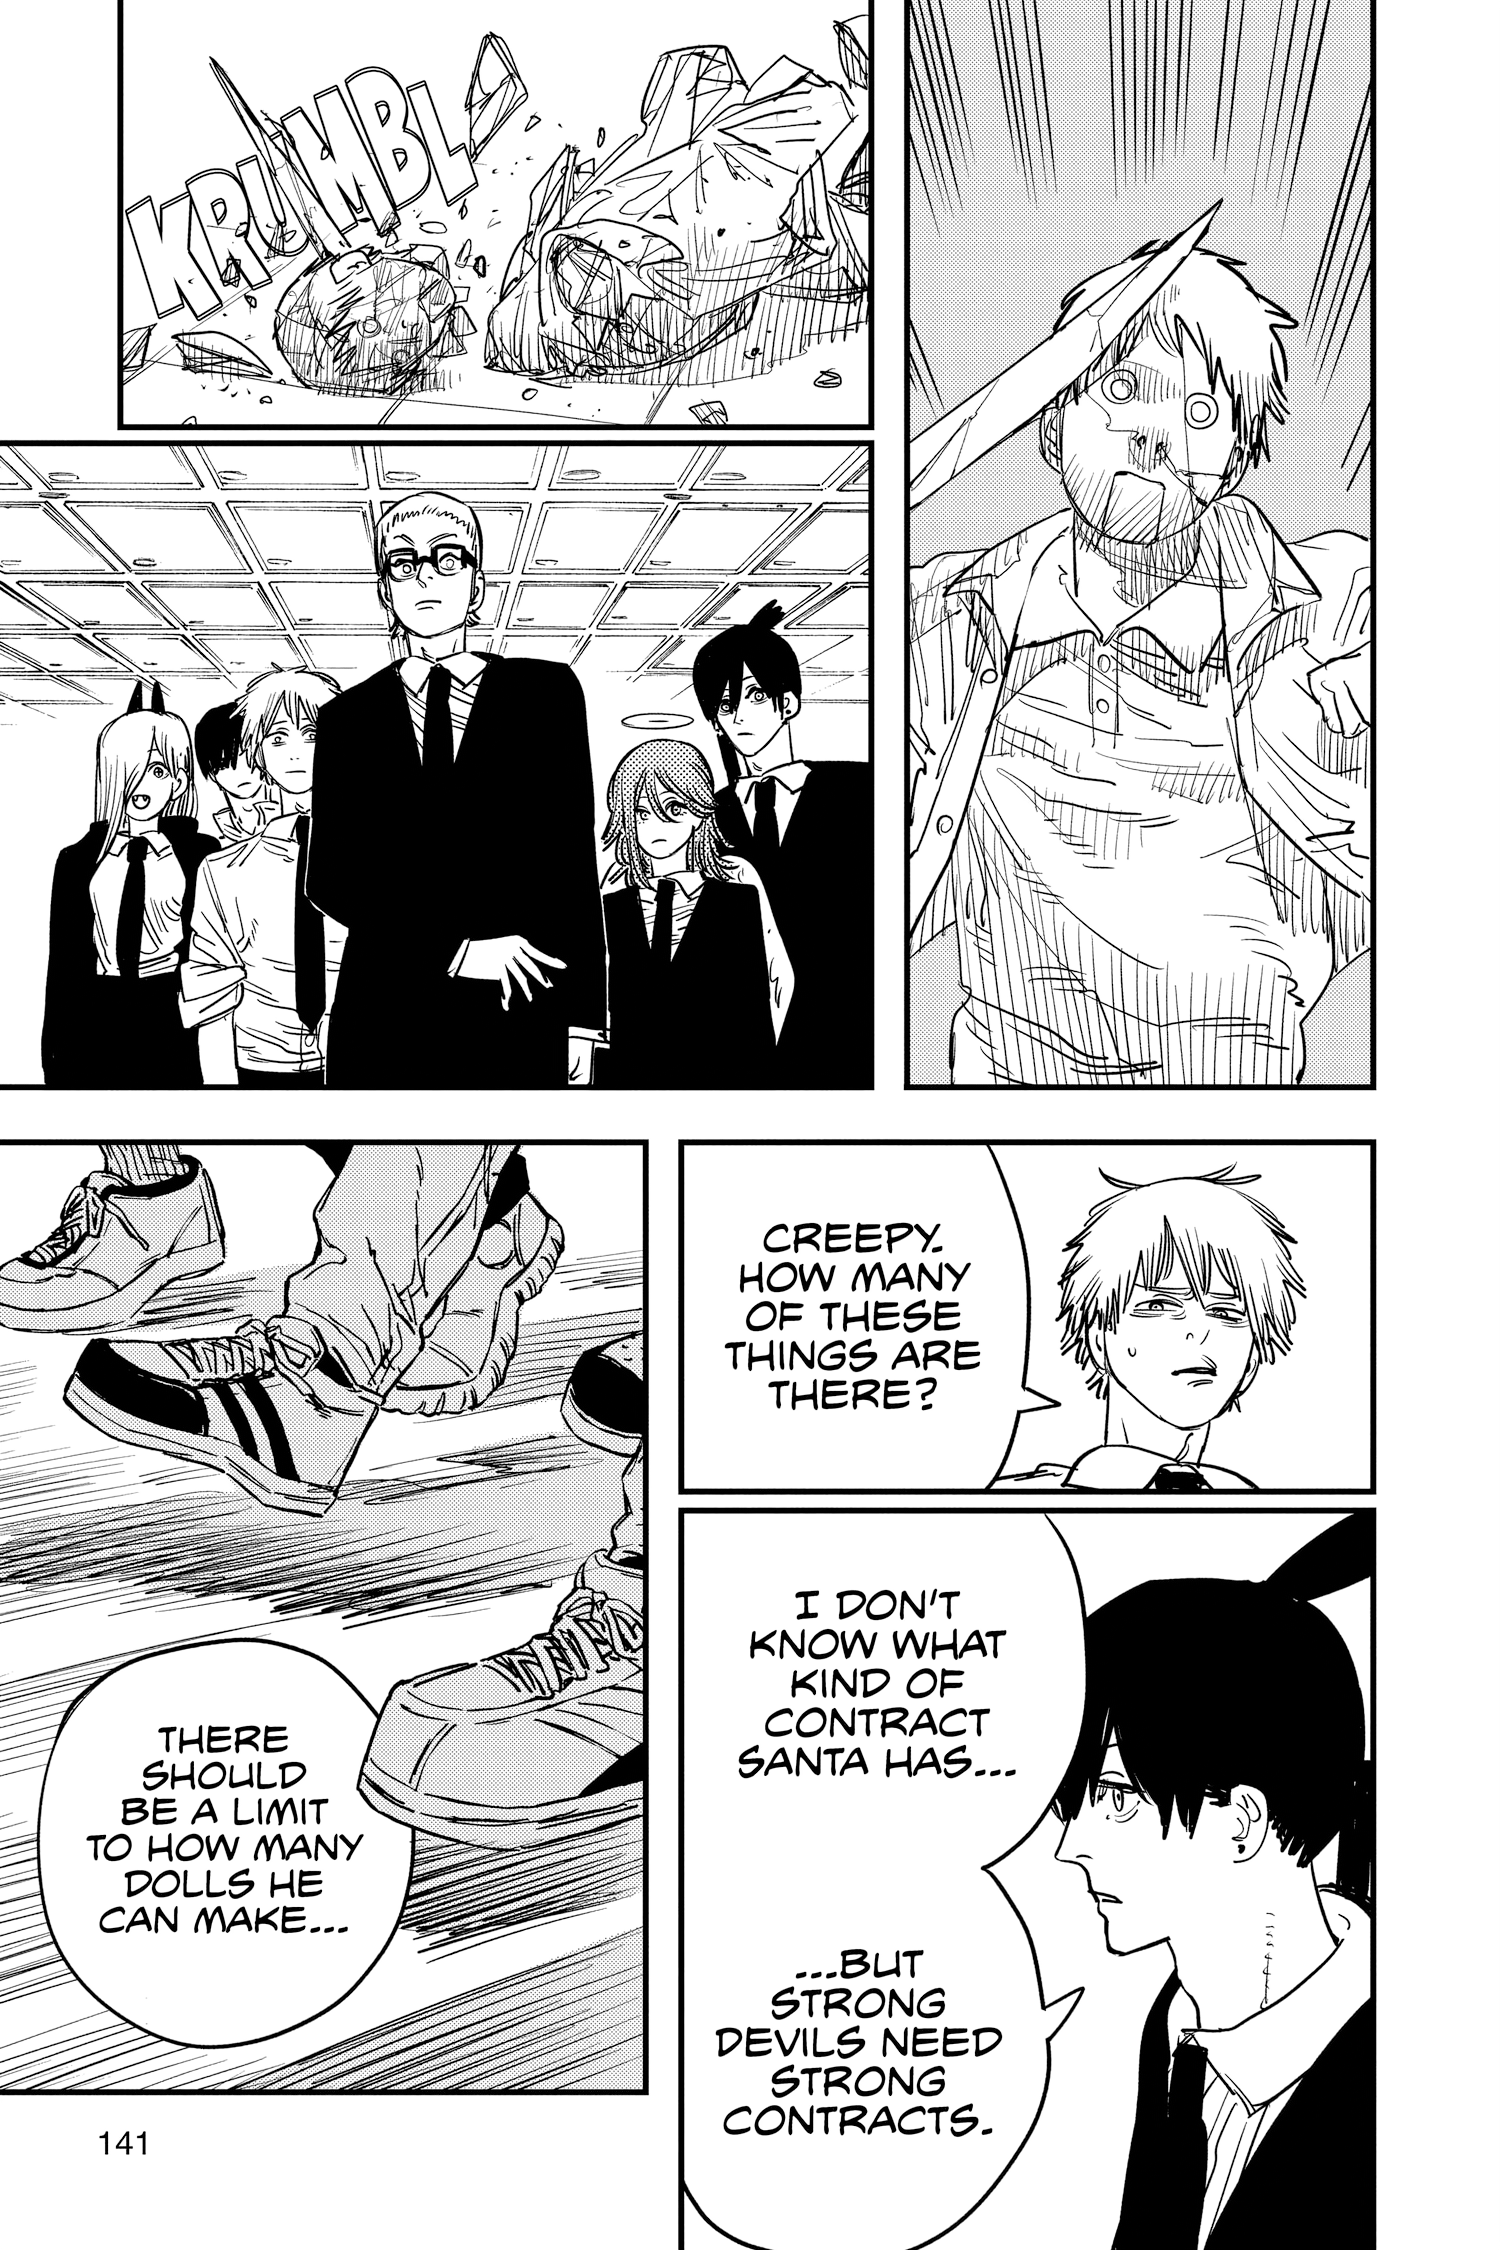 KRUMBL
CREEPY.
HOW MANY
OF THESE
THINGS ARE
THERE?
I DON'T
KNOW WHAT
KIND OF
CONTRACT
SANTA HAS...
...BUT
STRONG
DEVILS NEED
STRONG
CONTRACTS.
THERE
SHOULD
BE A LIMIT
TO HOW MANY
DOLLS HE
CAN MAKE...
141